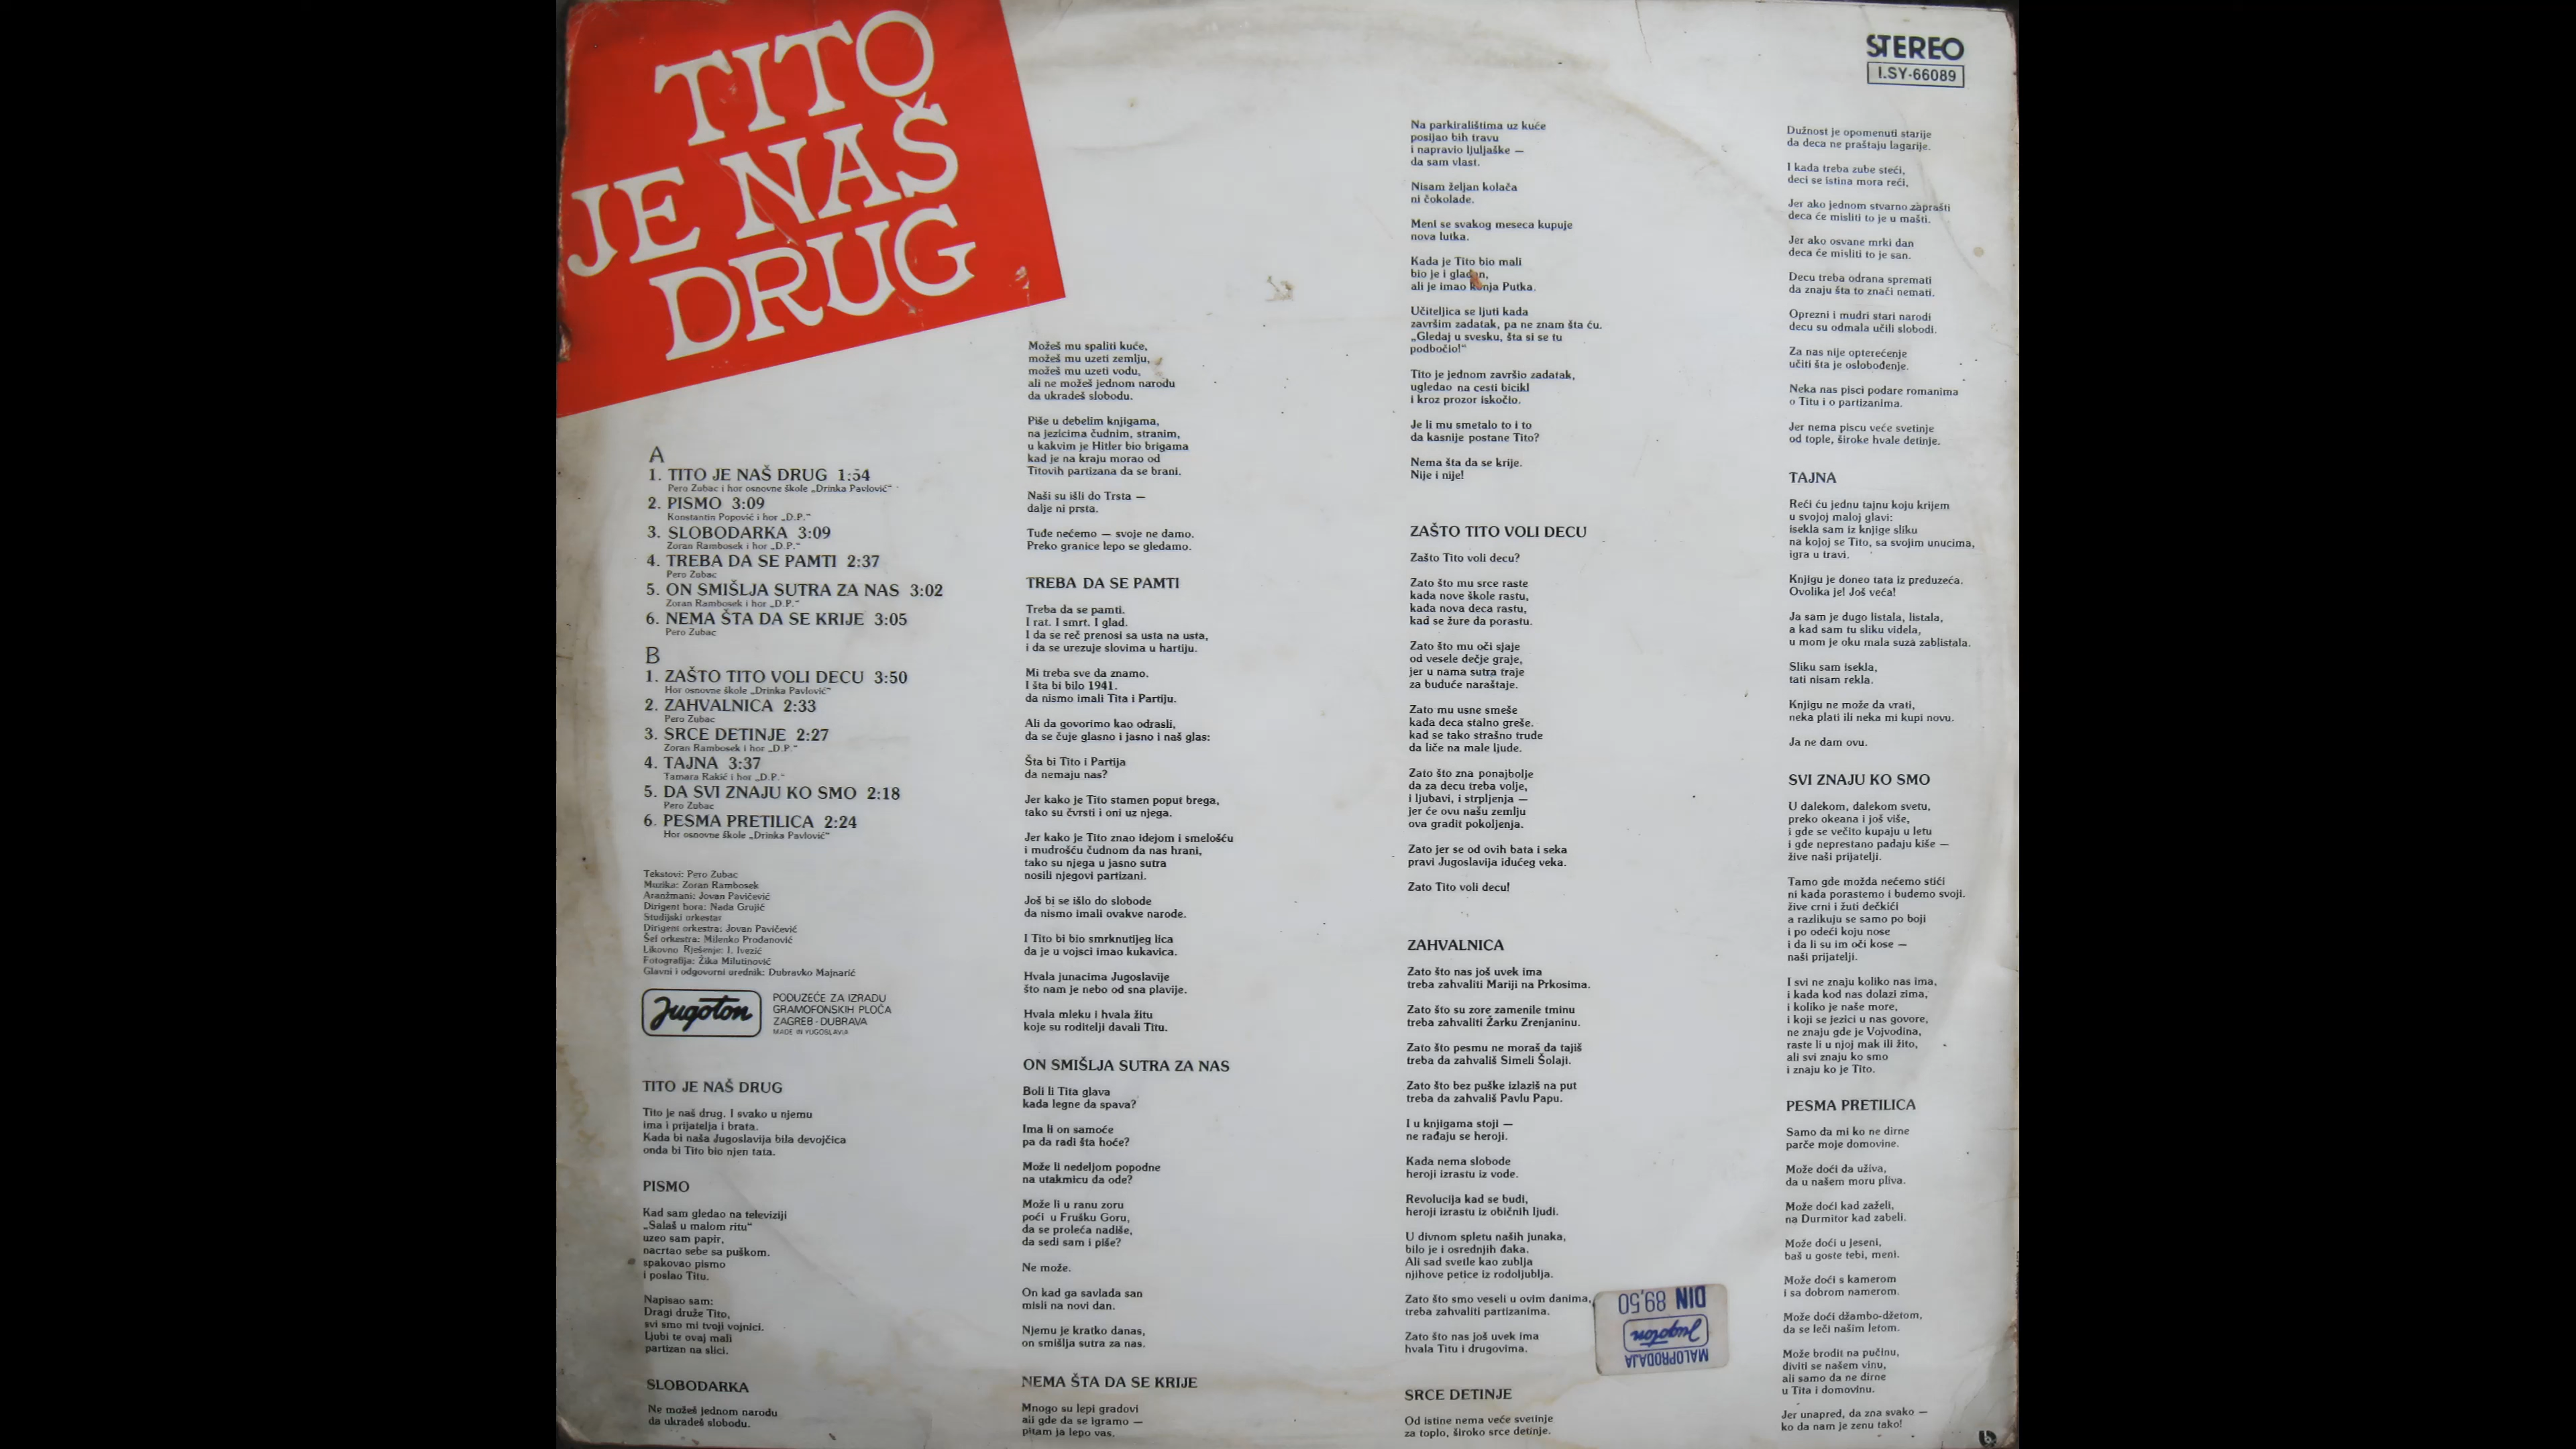 TITO
JE NAŠ
DRUG
STEREO
LSY-66089
A
1. TITO JE NAŠ DRUG 1:54
Pero Zubac i hor osnovne škole „Drinka Pavlović“
2. PISMO 3:09
Konstantin Popović i hor „D.P.“
3. SLOBODARKA 3:09
Zoran Rambosek i hor „D.P.“
4. TREBA DA SE PAMTI 2:37
Pero Zubac
5. ON SMIŠLJA SUTRA ZA NAS 3:02
Zoran Rambosek i hor „D.P.“
6. NEMA ŠTA DA SE KRIJE 3:05
Pero Zubac
B
1. ZAŠTO TITO VOLI DECU 3:50
Hor osnovne škole „Drinka Pavlović“
2. ZAHVALNICA 2:33
Pero Zubac
3. SRCE DETINJE 2:27
Zoran Rambosek i hor „D.P.“
4. TAJNA 3:37
Tamara Rakić i hor „D.P.“
5. DA SVI ZNAJU KO SMO 2:18
Pero Zubac
6. PESMA PRETILICA 2:24
Hor osnovne škole „Drinka Pavlović“
Tekstovi: Pero Zubac
Muzika: Zoran Rambosek
Aranžmani: Jovan Pavičević
Dirigent hora: Nada Grujić
Studijski orkestar
Dirigent orkestra: Jovan Pavičević
Šef orkestra: Milenko Prodanović
Likovno Rješenje: I. Ivezić
Fotografija: Žika Milutinović
Glavni i odgovorni urednik: Dubravko Majnarić
Jugoton
PODUZEĆE ZA IZRADU
GRAMOFONSKIH PLOČA
ZAGREB-DUBRAVA
MADE IN YUGOSLAVIA
TITO JE NAŠ DRUG
Tito je naš drug. I svako u njemu
ima i prijatelja i brata.
Kada bi naša Jugoslavija bila devojčica
onda bi Tito bio njen tata.
PISMO
Kad sam gledao na televiziji
„Salaš u malom ritu“
uzeo sam papir,
nacrtao sebe sa puškom.
spakovao pismo
i poslao Titu.
Napisao sam:
Dragi druže Tito,
svi smo mi tvoji vojnici.
Ljubi te ovaj mali
partizan na slici.
SLOBODARKA
Ne možeš jednom narodu
da ukradeš slobodu.
Možeš mu spaliti kuće,
možeš mu uzeti zemlju,
možeš mu uzeti vodu,
ali ne možeš jednom narodu
da ukradeš slobodu.
Piše u debelim knjigama,
na jezicima čudnim, stranim,
u kakvim je Hitler bio brigama
kad je na kraju morao od
Titovih partizana da se brani.
Naši su išli do Trsta —
dalje ni prsta.
Tuđe nećemo — svoje ne damo.
Preko granice lepo se gledamo.
TREBA DA SE PAMTI
Treba da se pamti.
I rat. I smrt. I glad.
I da se reč prenosi sa usta na usta,
i da se urezuje slovima u hartiju.
Mi treba sve da znamo.
I šta bi bilo 1941.
da nismo imali Tita i Partiju.
Ali da govorimo kao odrasli,
da se čuje glasno i jasno i naš glas:
Šta bi Tito i Partija
da nemaju nas?
Jer kako je Tito stamen poput brega,
tako su čvrsti i oni uz njega.
Jer kako je Tito znao idejom i smelošću
i mudrošću čudnom da nas hrani,
tako su njega u jasno sutra
nosili njegovi partizani.
Još bi se išlo do slobode
da nismo imali ovakve narode.
I Tito bi bio smrknutijeg lica
da je u vojsci imao kukavica.
Hvala junacima Jugoslavije
što nam je nebo od sna plavije.
Hvala mleku i hvala žitu
koje su roditelji davali Titu.
ON SMIŠLJA SUTRA ZA NAS
Boli li Tita glava
kada legne da spava?
Ima li on samoće
pa da radi šta hoće?
Može li nedeljom popodne
na utakmicu da ode?
Može li u ranu zoru
poći u Frušku Goru,
da se proleća nadiše,
da sedi sam i piše?
Ne može.
On kad ga savlada san
misli na novi dan.
Njemu je kratko danas,
on smišlja sutra za nas.
NEMA ŠTA DA SE KRIJE
Mnogo su lepi gradovi
ali gde da se igramo —
pitam ja lepo vas.
Na parkiralištima uz kuće
posijao bih travu
i napravio ljuljaške —
da sam vlast.
Nisam željan kolača
ni čokolade.
Meni se svakog meseca kupuje
nova lutka.
Kada je Tito bio mali
bio je i gladan,
ali je imao konja Putka.
Učiteljica se ljuti kada
završim zadatak, pa ne znam šta ću.
„Gledaj u svesku, šta si se tu
podbočio!“
Tito je jednom završio zadatak,
ugledao na cesti bicikl
i kroz prozor iskočio.
Je li mu smetalo to i to
da kasnije postane Tito?
Nema šta da se krije.
Nije i nije!
ZAŠTO TITO VOLI DECU
Zašto Tito voli decu?
Zato što mu srce raste
kada nove škole rastu,
kada nova deca rastu,
kad se žure da porastu.
Zato što mu oči sjaje
od vesele dečje graje,
jer u nama sutra traje
za buduće naraštaje.
Zato mu usne smeše
kada deca stalno greše.
kad se tako strašno trude
da liče na male ljude.
Zato što zna ponajbolje
da za decu treba volje,
i ljubavi, i strpljenja —
jer će ovu našu zemlju
ova gradit pokoljenja.
Zato jer se od ovih bata i seka
pravi Jugoslavija idućeg veka.
Zato Tito voli decu!
ZAHVALNICA
Zato što nas još uvek ima
treba zahvaliti Mariji na Prkosima.
Zato što su zore zamenile tminu
treba zahvaliti Žarku Zrenjaninu.
Zato što pesmu ne moraš da tajiš
treba da zahvališ Simeli Šolaji.
Zato što bez puške izlaziš na put
treba da zahvališ Pavlu Papu.
I u knjigama stoji —
ne rađaju se heroji.
Kada nema slobode
heroji izrastu iz vode.
Revolucija kad se budi,
heroji izrastu iz običnih ljudi.
U divnom spletu naših junaka,
bilo je i osrednjih đaka.
Ali sad svetle kao zublja
njihove petice iz rodoljublja.
Zato što smo veseli u ovim danima,
treba zahvaliti partizanima.
Zato što nas još uvek ima
hvala Titu i drugovima.
MALOPRODAJA
Jugoton
DIN 89,50
SRCE DETINJE
Od istine nema veće svetinje
za toplo, široko srce detinje.
Dužnost je opomenuti starije
da deca ne praštaju lagarije.
I kada treba zube steći,
deci se istina mora reći,
Jer ako jednom stvarno zaprašti
deca će misliti to je u mašti.
Jer ako osvane mrki dan
deca će misliti to je san.
Decu treba odrana spremati
da znaju šta to znači nemati.
Oprezni i mudri stari narodi
decu su odmala učili slobodi.
Za nas nije opterećenje
učiti šta je oslobođenje.
Neka nas pisci podare romanima
o Titu i o partizanima.
Jer nema piscu veće svetinje
od tople, široke hvale detinje.
TAJNA
Reći ću jednu tajnu koju krijem
u svojoj maloj glavi:
isekla sam iz knjige sliku
na kojoj se Tito, sa svojim unucima,
igra u travi.
Knjigu je doneo tata iz preduzeća.
Ovolika je! Još veća!
Ja sam je dugo listala, listala,
a kad sam tu sliku videla,
u mom je oku mala suza zablistala.
Sliku sam isekla,
tati nisam rekla.
Knjigu ne može da vrati,
neka plati ili neka mi kupi novu.
Ja ne dam ovu.
SVI ZNAJU KO SMO
U dalekom, dalekom svetu,
preko okeana i još više,
i gde se večito kupaju u letu
i gde neprestano padaju kiše —
žive naši prijatelji.
Tamo gde možda nećemo stići
ni kada porastemo i budemo svoji.
žive crni i žuti dečkići
a razlikuju se samo po boji
i po odeći koju nose
i da li su im oči kose —
naši prijatelji.
I svi ne znaju koliko nas ima,
i kada kod nas dolazi zima,
i koliko je naše more,
i koji se jezici u nas govore,
ne znaju gde je Vojvodina,
raste li u njoj mak ili žito,
ali svi znaju ko smo
i znaju ko je Tito.
PESMA PRETILICA
Samo da mi ko ne dirne
parče moje domovine.
Može doći da uživa,
da u našem moru pliva.
Može doći kad zaželi,
na Durmitor kad zabeli.
Može doći u jeseni,
baš u goste tebi, meni.
Može doći s kamerom
i sa dobrom namerom.
Može doći džambo-džetom,
da se leči našim letom.
Može brodit na pučinu,
diviti se našem vinu,
ali samo da ne dirne
u Tita i domovinu.
Jer unapred, da zna svako —
ko da nam je zenu tako!